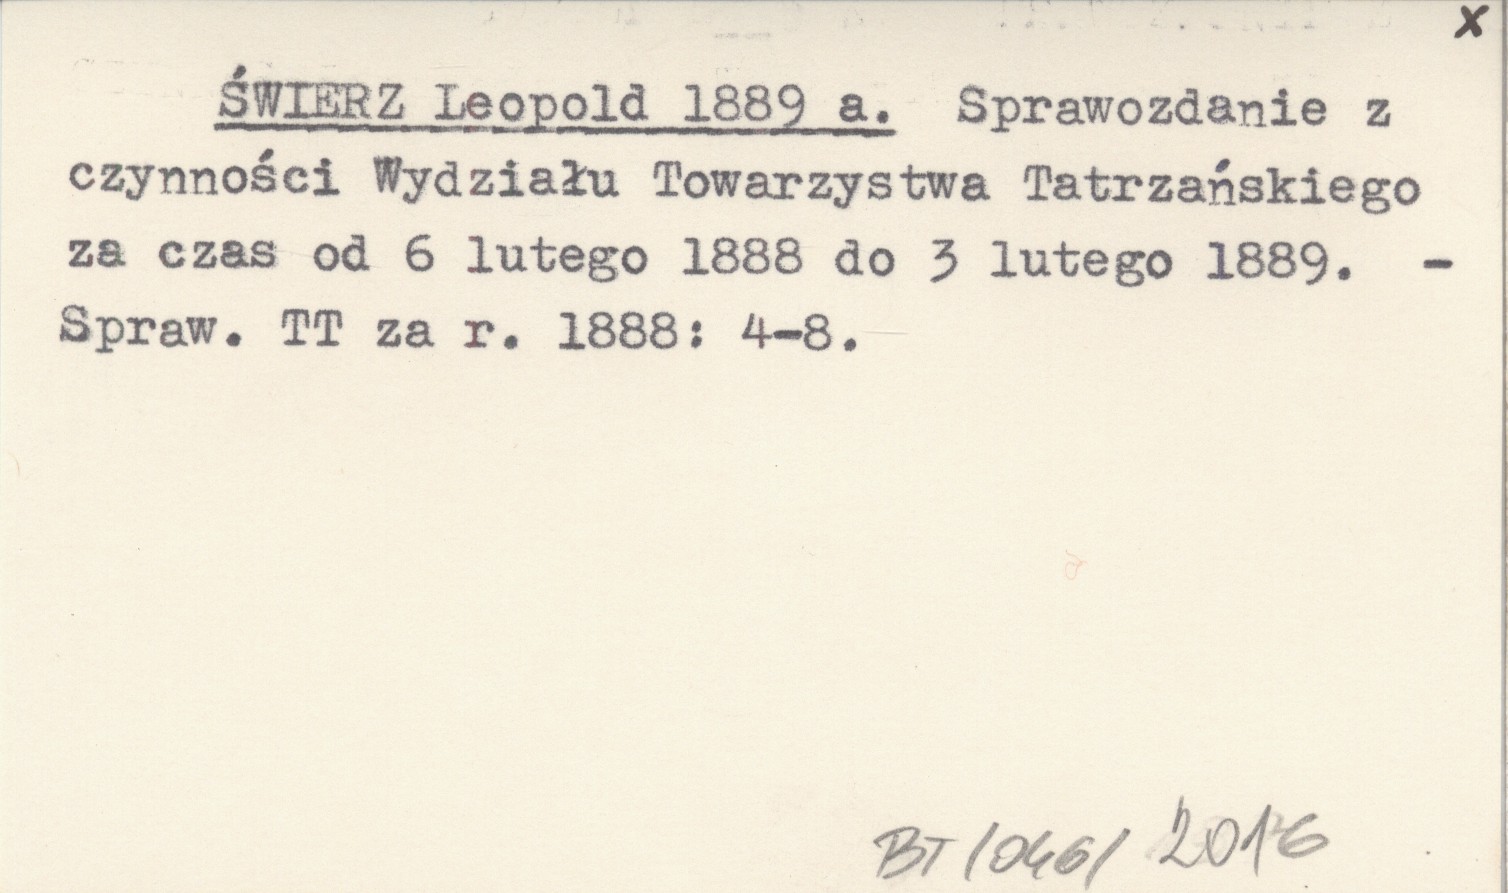 x
ŚWIERZ Leopold 1889 a. Sprawozdanie z
czynności Wydziału Towarzystwa Tatrzańskiego
za czas od 6 lutego 1888 do 3 lutego 1889. -
Spraw. TT za r. 1888: 4-8.
BT/046/ 2016